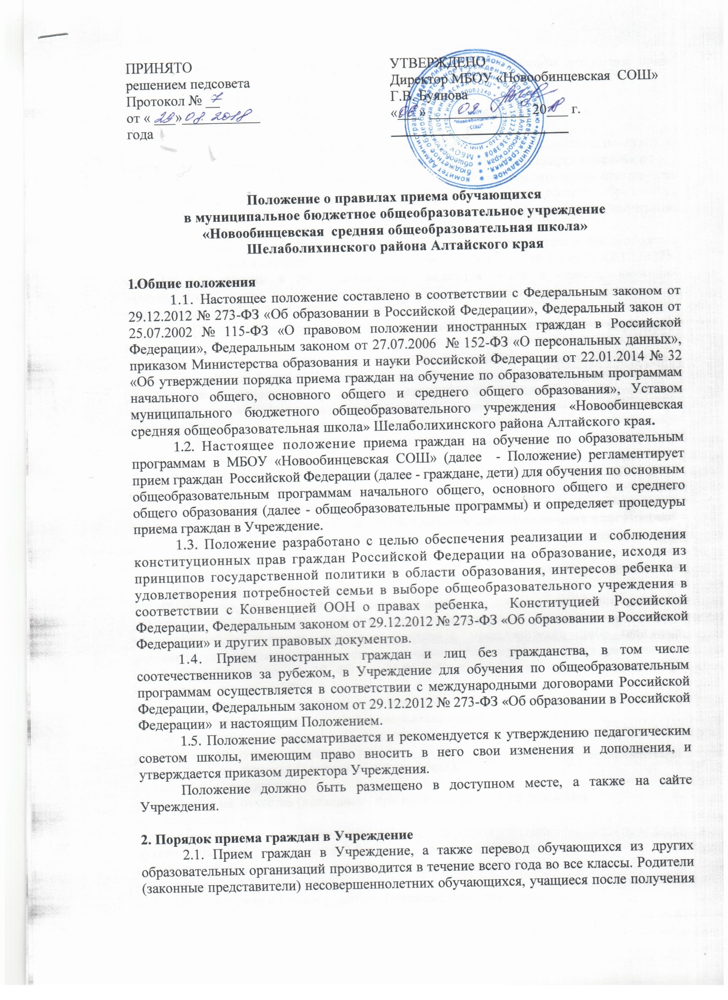 ПРИНЯТО
решением педсовета
Протокол № 7
от « 29 » 08. 2018
года
УТВЕРЖДЕНО
Директор МБОУ «Новообинцевская СОШ»
Г.В. Буянова
« 06 » 09 2018 г.
МБОУ
"Новообинцевская
СОШ"
Положение о правилах приема обучающихся
в муниципальное бюджетное общеобразовательное учреждение
«Новообинцевская средняя общеобразовательная школа»
Шелаболихинского района Алтайского края
1.Общие положения
1.1. Настоящее положение составлено в соответствии с Федеральным законом от
29.12.2012 № 273-ФЗ «Об образовании в Российской Федерации», Федеральный закон от
25.07.2002 № 115-ФЗ «О правовом положении иностранных граждан в Российской
Федерации», Федеральным законом от 27.07.2006 № 152-ФЗ «О персональных данных»,
приказом Министерства образования и науки Российской Федерации от 22.01.2014 № 32
«Об утверждении порядка приема граждан на обучение по образовательным программам
начального общего, основного общего и среднего общего образования», Уставом
муниципального бюджетного общеобразовательного учреждения «Новообинцевская
средняя общеобразовательная школа» Шелаболихинского района Алтайского края.
1.2. Настоящее положение приема граждан на обучение по образовательным
программам в МБОУ «Новообинцевская СОШ» (далее - Положение) регламентирует
прием граждан Российской Федерации (далее - граждане, дети) для обучения по основным
общеобразовательным программам начального общего, основного общего и среднего
общего образования (далее - общеобразовательные программы) и определяет процедуры
приема граждан в Учреждение.
1.3. Положение разработано с целью обеспечения реализации и соблюдения
конституционных прав граждан Российской Федерации на образование, исходя из
принципов государственной политики в области образования, интересов ребенка и
удовлетворения потребностей семьи в выборе общеобразовательного учреждения в
соответствии с Конвенцией ООН о правах ребенка, Конституцией Российской
Федерации, Федеральным законом от 29.12.2012 № 273-ФЗ «Об образовании в Российской
Федерации» и других правовых документов.
1.4. Прием иностранных граждан и лиц без гражданства, в том числе
соотечественников за рубежом, в Учреждение для обучения по общеобразовательным
программам осуществляется в соответствии с международными договорами Российской
Федерации, Федеральным законом от 29.12.2012 № 273-ФЗ «Об образовании в Российской
Федерации» и настоящим Положением.
1.5. Положение рассматривается и рекомендуется к утверждению педагогическим
советом школы, имеющим право вносить в него свои изменения и дополнения, и
утверждается приказом директора Учреждения.
Положение должно быть размещено в доступном месте, а также на сайте
Учреждения.
2. Порядок приема граждан в Учреждение
2.1. Прием граждан в Учреждение, а также перевод обучающихся из других
образовательных организаций производится в течение всего года во все классы. Родители
(законные представители) несовершеннолетних обучающихся, учащиеся после получения